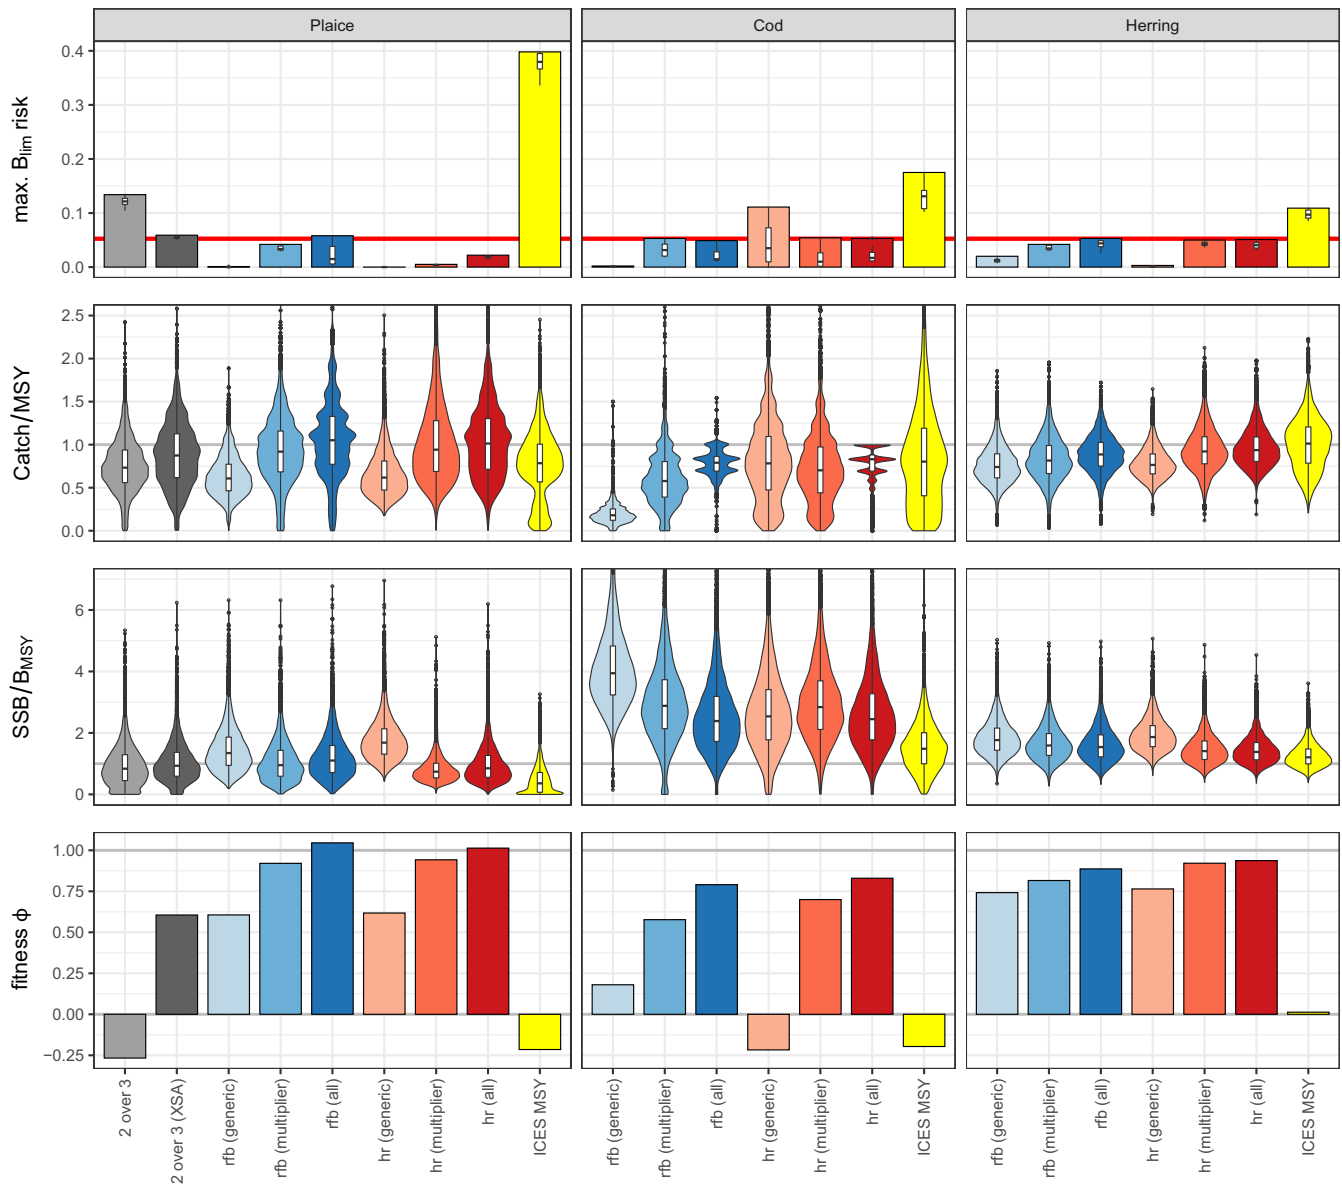 Plaice Cod Herring
max. Blim risk
0.4
0.3
0.2
0.1
0.0
Catch/MSY
2.5
2.0
1.5
1.0
0.5
0.0
SSB/BMSY
6
4
2
0
fitness ϕ
1.00
0.75
0.50
0.25
0.00
−0.25
2 over 3
2 over 3 (XSA)
rfb (generic)
rfb (multiplier)
rfb (all)
hr (generic)
hr (multiplier)
hr (all)
ICES MSY
rfb (generic)
rfb (multiplier)
rfb (all)
hr (generic)
hr (multiplier)
hr (all)
ICES MSY
rfb (generic)
rfb (multiplier)
rfb (all)
hr (generic)
hr (multiplier)
hr (all)
ICES MSY